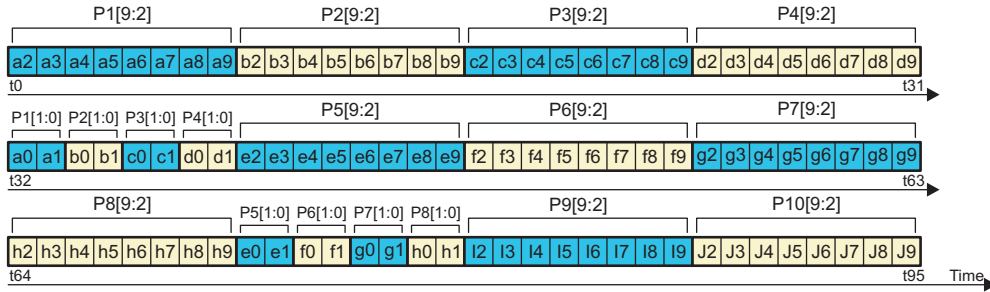 P1[9:2] P2[9:2] P3[9:2] P4[9:2]
a2 a3 a4 a5 a6 a7 a8 a9 b2 b3 b4 b5 b6 b7 b8 b9 c2 c3 c4 c5 c6 c7 c8 c9 d2 d3 d4 d5 d6 d7 d8 d9
t0 t31
P1[1:0] P2[1:0] P3[1:0] P4[1:0] P5[9:2] P6[9:2] P7[9:2]
a0 a1 b0 b1 c0 c1 d0 d1 e2 e3 e4 e5 e6 e7 e8 e9 f2 f3 f4 f5 f6 f7 f8 f9 g2 g3 g4 g5 g6 g7 g8 g9
t32 t63
P8[9:2] P5[1:0] P6[1:0] P7[1:0] P8[1:0] P9[9:2] P10[9:2]
h2 h3 h4 h5 h6 h7 h8 h9 e0 e1 f0 f1 g0 g1 h0 h1 I2 I3 I4 I5 I6 I7 I8 I9 J2 J3 J4 J5 J6 J7 J8 J9
t64 t95 Time